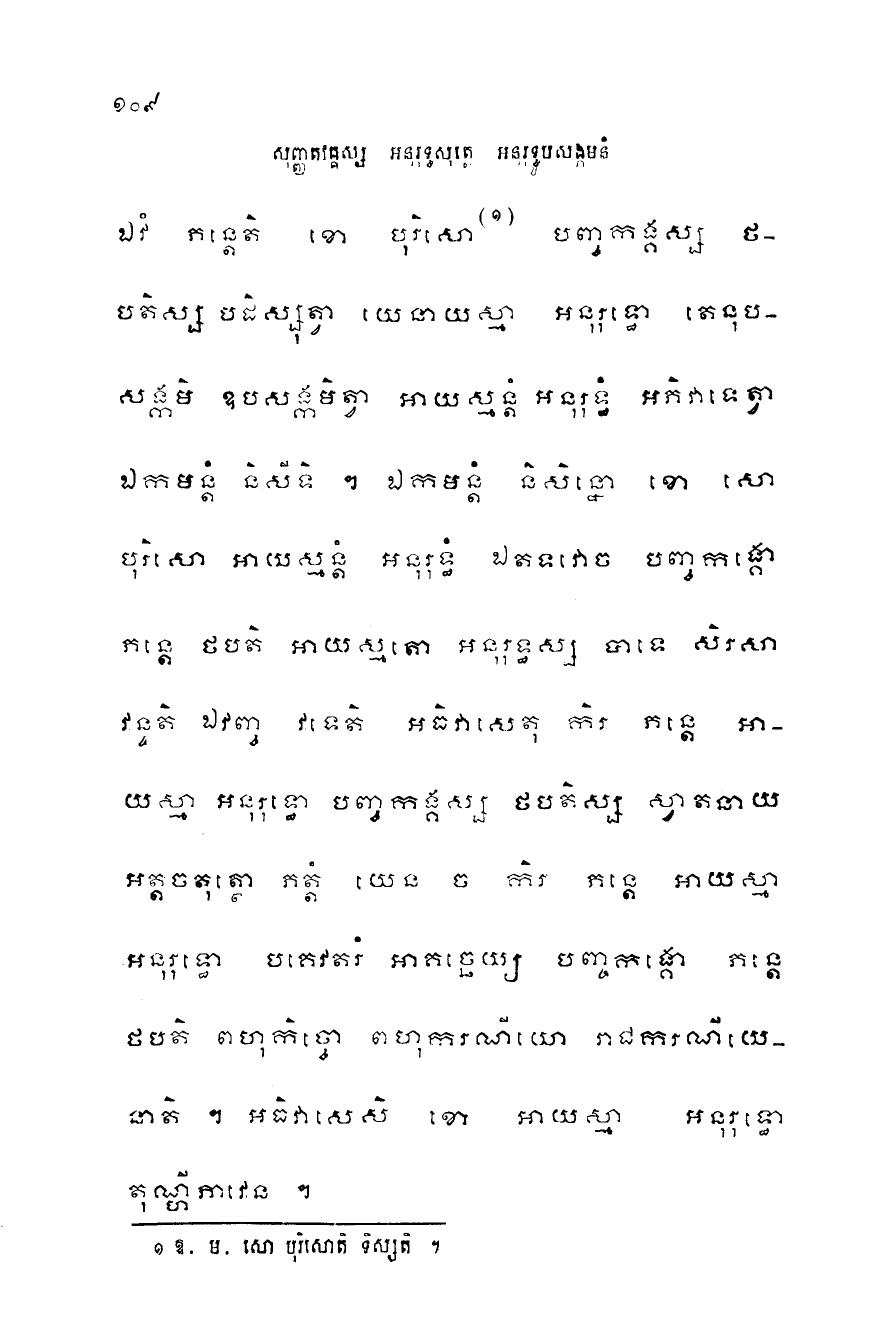 ១០៩
សុញ្ញតវគ្គស្ស អនុរុទ្ធសុត្តេ អនុរុទ្ធូបសង្កមនំ
ឯវំ ភន្តេតិ ខោ បុរិសោ(១) បញ្ចកង្គស្ស ថ-
បតិស្ស បដិស្សុត្វា យេនាយស្មា អនុរុទ្ធោ តេនុប-
សង្កមិ ឧបសង្កមិត្វា អាយស្មន្តំ អនុរុទ្ធំ អភិវាទេត្វា
ឯកមន្តំ និសីទិ ។ ឯកមន្តំ និសិន្នោ ខោ សោ
បុរិសោ អាយស្មន្តំ អនុរុទ្ធំ ឯតទវោច បញ្ចកង្គោ
ភន្តេ ថបតិ អាយស្មតោ អនុរុទ្ធស្ស បាទេ សិរសា
វន្ទតិ ឯវញ្ច វទេតិ អធិវាសេតុ កិរ ភន្តេ អា-
យស្មា អនុរុទ្ធោ បញ្ចកង្គស្ស ថបតិស្ស ស្វាតនាយ
អត្តចតុត្ថោ ភត្តំ យេន ច កិរ ភន្តេ អាយស្មា
អនុរុទ្ធោ បគេវតរំ អាគច្ឆេយ្យ បញ្ចកង្គោ ភន្តេ
ថបតិ ពហុកិច្ចោ ពហុករណីយោ រាជករណីយេ-
នាតិ ។ អធិវាសេសិ ខោ អាយស្មា អនុរុទ្ធោ
តុណ្ហីភាវេន ។
១ ឱ. ម. សោ បុរិសោតិ ទិស្សតិ ។